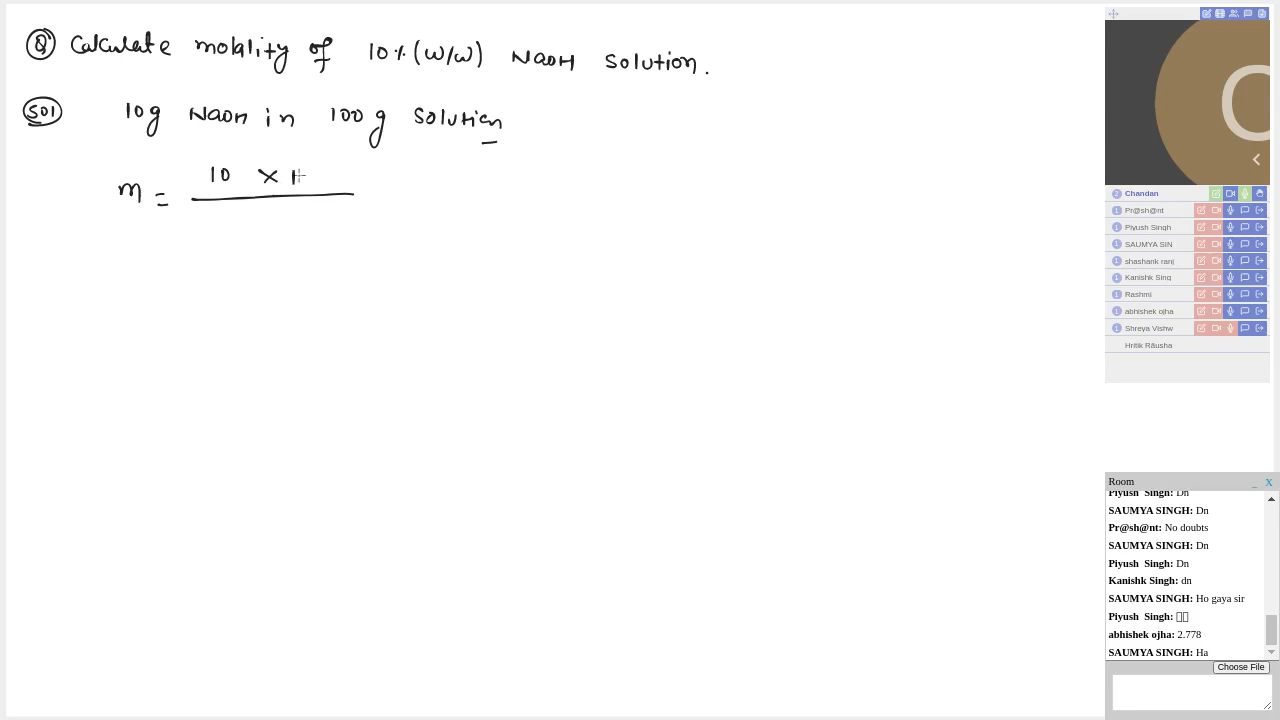 Q Calculate molality of 10% (w/w) NaOH solution.
Sol 10g NaOH in 100g solution
m = 10 ×
C
Chandan
Pr@sh@nt
Piyush Singh
SAUMYA SIN
shashank ranj
Kanishk Sing
Rashmi
abhishek ojha
Shreya Vishw
Hritik Räusha
Room _ X
Piyush Singh: Dn
SAUMYA SINGH: Dn
Pr@sh@nt: No doubts
SAUMYA SINGH: Dn
Piyush Singh: Dn
Kanishk Singh: dn
SAUMYA SINGH: Ho gaya sir
Piyush Singh:
abhishek ojha: 2.778
SAUMYA SINGH: Ha
Choose File